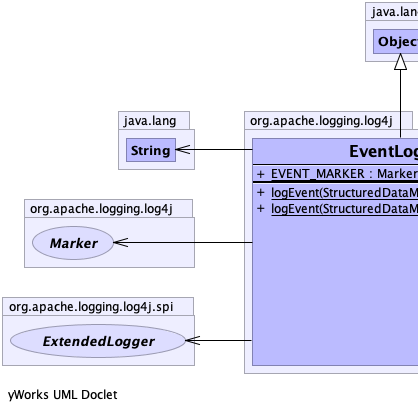 java.lan
Objec
java.lang
String
org.apache.logging.log4j
EventLog
+ EVENT_MARKER : Marker
+ logEvent(StructuredDataM
+ logEvent(StructuredDataM
org.apache.logging.log4j
Marker
org.apache.logging.log4j.spi
ExtendedLogger
yWorks UML Doclet